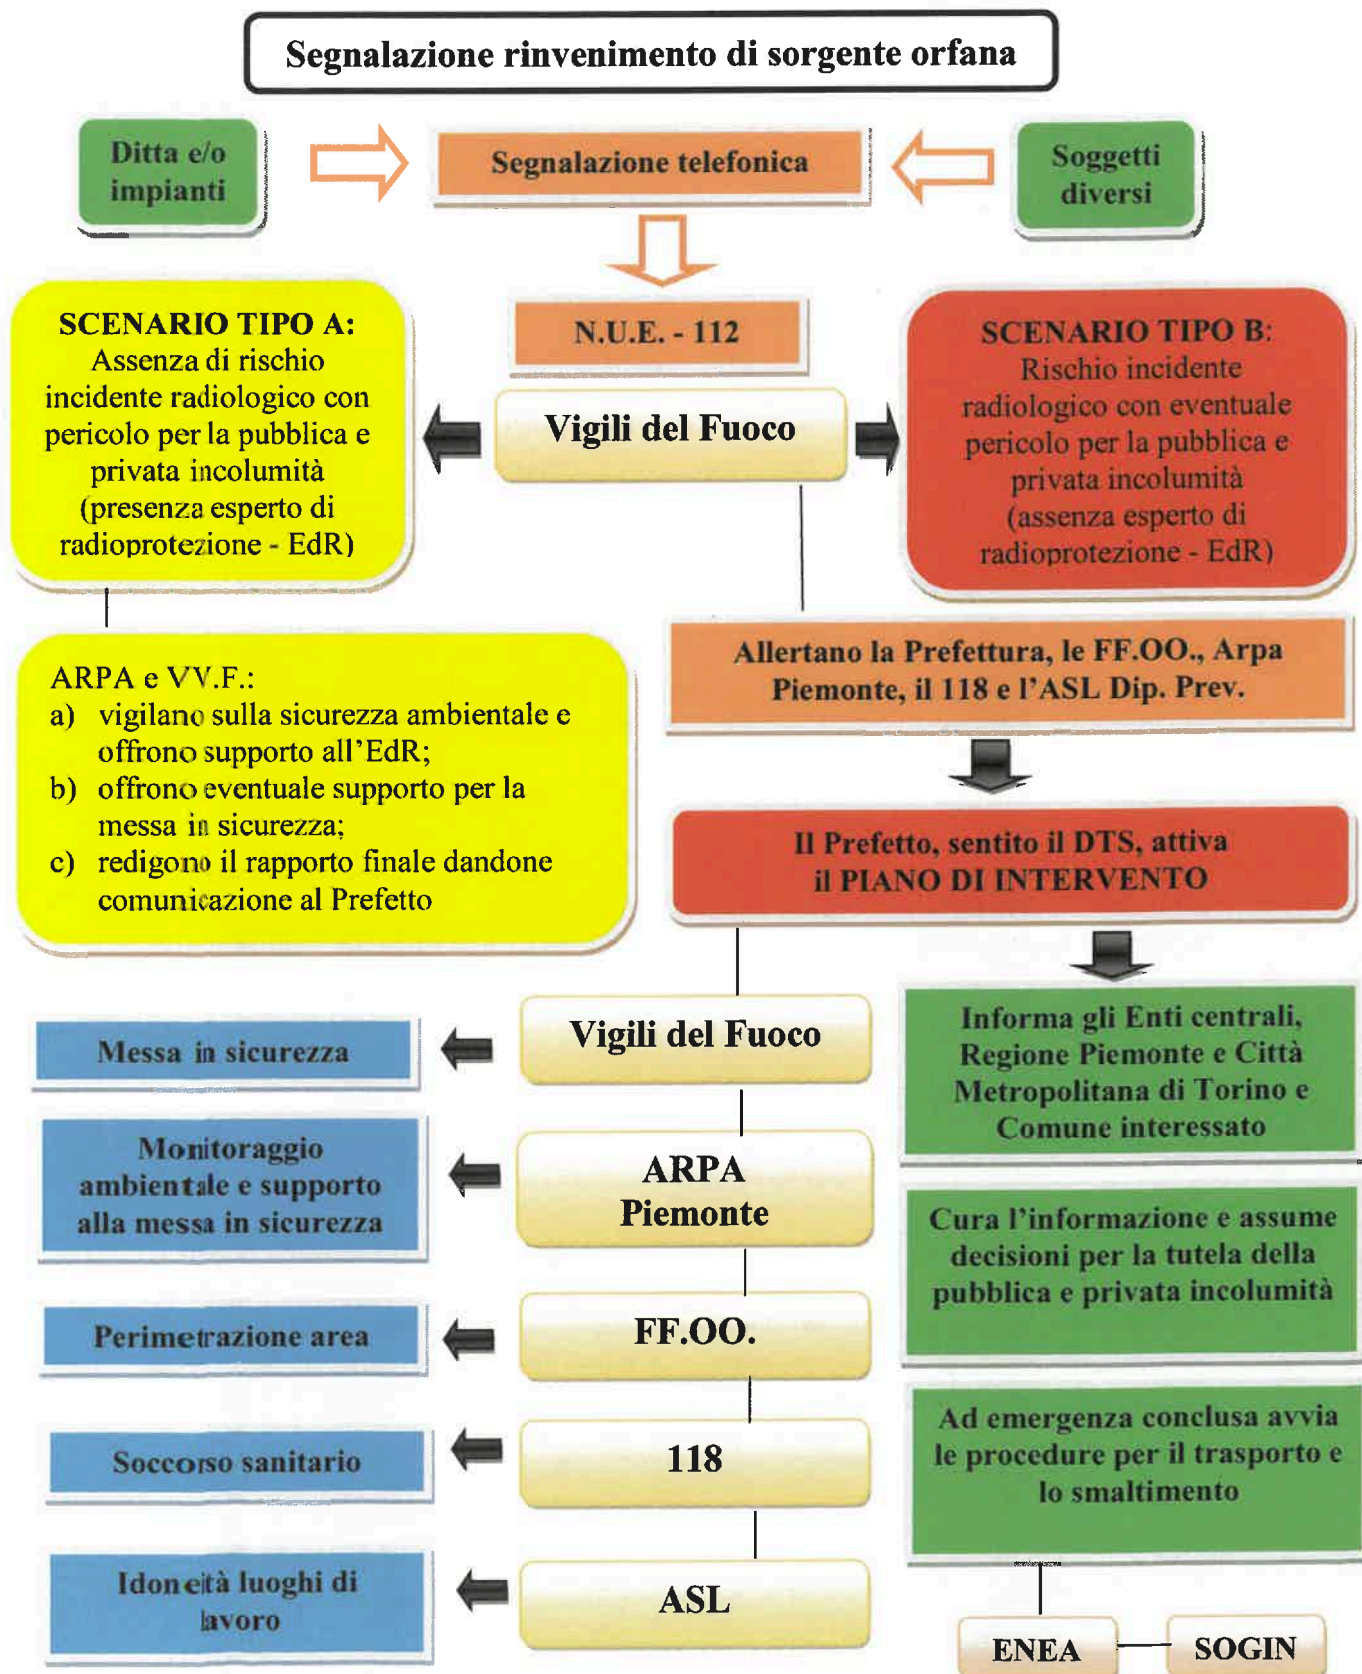 Segnalazione rinvenimento di sorgente orfana
Ditta e/o
impianti
Segnalazione telefonica
Soggetti
diversi
N.U.E. - 112
SCENARIO TIPO A:
Assenza di rischio
incidente radiologico con
pericolo per la pubblica e
privata incolumità
(presenza esperto di
radioprotezione - EdR)
Vigili del Fuoco
SCENARIO TIPO B:
Rischio incidente
radiologico con eventuale
pericolo per la pubblica e
privata incolumità
(assenza esperto di
radioprotezione - EdR)
ARPA e VV.F.:
a) vigilano sulla sicurezza ambientale e
offrono supporto all'EdR;
b) offrono eventuale supporto per la
messa in sicurezza;
c) redigono il rapporto finale dandone
comunicazione al Prefetto
Allertano la Prefettura, le FF.OO., Arpa
Piemonte, il 118 e l'ASL Dip. Prev.
Il Prefetto, sentito il DTS, attiva
il PIANO DI INTERVENTO
Messa in sicurezza
Vigili del Fuoco
Monitoraggio
ambientale e supporto
alla messa in sicurezza
ARPA
Piemonte
Perimetrazione area
FF.OO.
Soccorso sanitario
118
Idoneità luoghi di
lavoro
ASL
Informa gli Enti centrali,
Regione Piemonte e Città
Metropolitana di Torino e
Comune interessato
Cura l'informazione e assume
decisioni per la tutela della
pubblica e privata incolumità
Ad emergenza conclusa avvia
le procedure per il trasporto e
lo smaltimento
ENEA
SOGIN